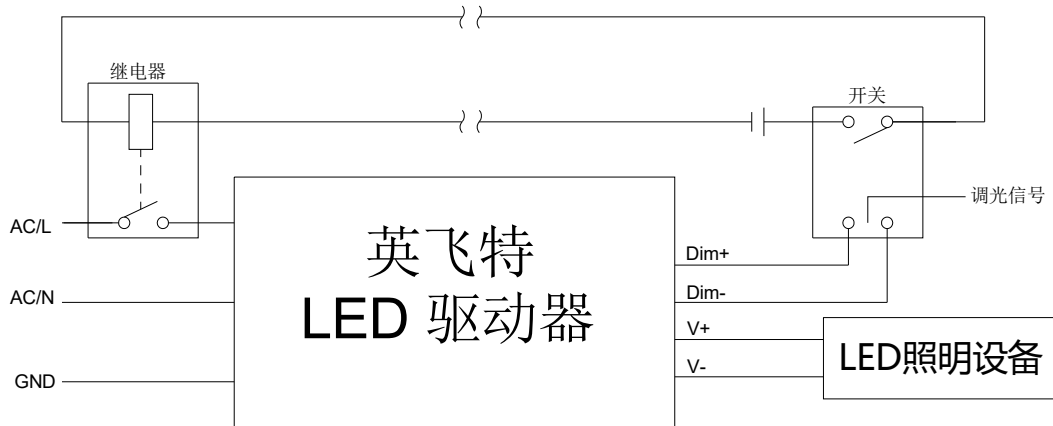 继电器
开关
调光信号
AC/L
AC/N
GND
英飞特
LED 驱动器
Dim+
Dim-
V+
V-
LED照明设备